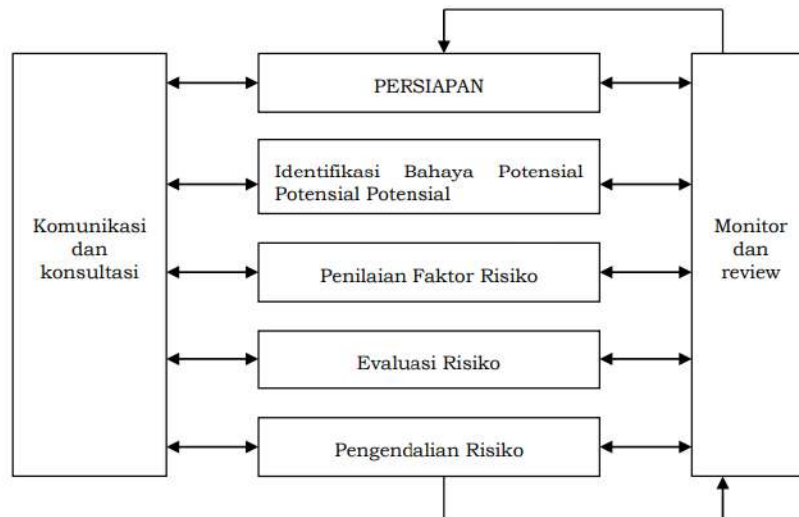 Komunikasi
dan
konsultasi
PERSIAPAN
Identifikasi Bahaya Potensial
Potensial Potensial
Penilaian Faktor Risiko
Evaluasi Risiko
Pengendalian Risiko
Monitor
dan
review